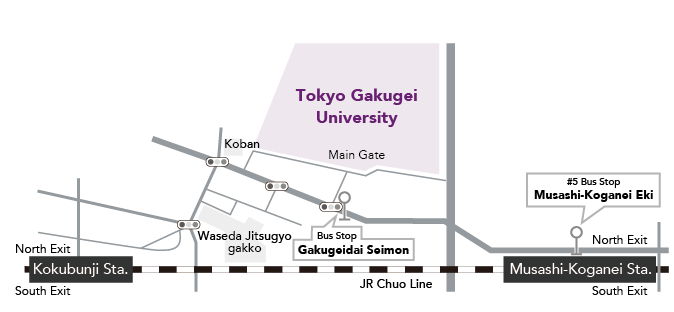 Tokyo Gakugei
University
Koban
Main Gate
#5 Bus Stop
Musashi-Koganei Eki
Waseda Jitsugyo
gakko
Bus Stop
Gakugeidai Seimon
North Exit
North Exit
Kokubunji Sta.
Musashi-Koganei Sta.
South Exit
JR Chuo Line
South Exit